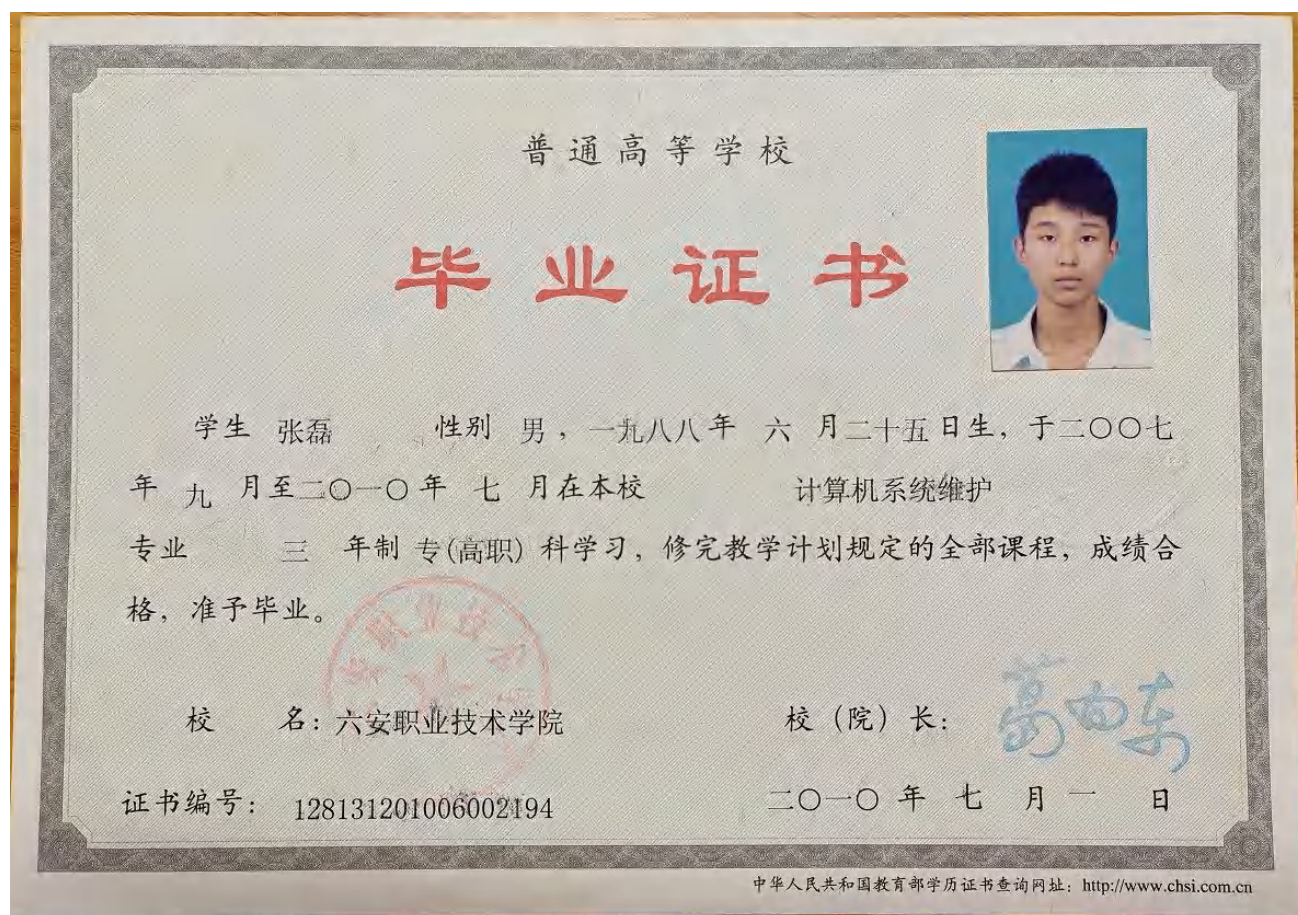 普通高等学校
毕业证书
学生 张磊 性别 男，一九八八年 六 月二十五日生，于二〇〇七
年 九 月至二〇一〇年 七 月在本校 计算机系统维护
专业 三 年制 专(高职) 科学习，修完教学计划规定的全部课程，成绩合
格，准予毕业。
校 名：六安职业技术学院 校（院）长：
证书编号：128131201006002194 二〇一〇年 七 月 一 日
中华人民共和国教育部学历证书查询网址：http://www.chsi.com.cn